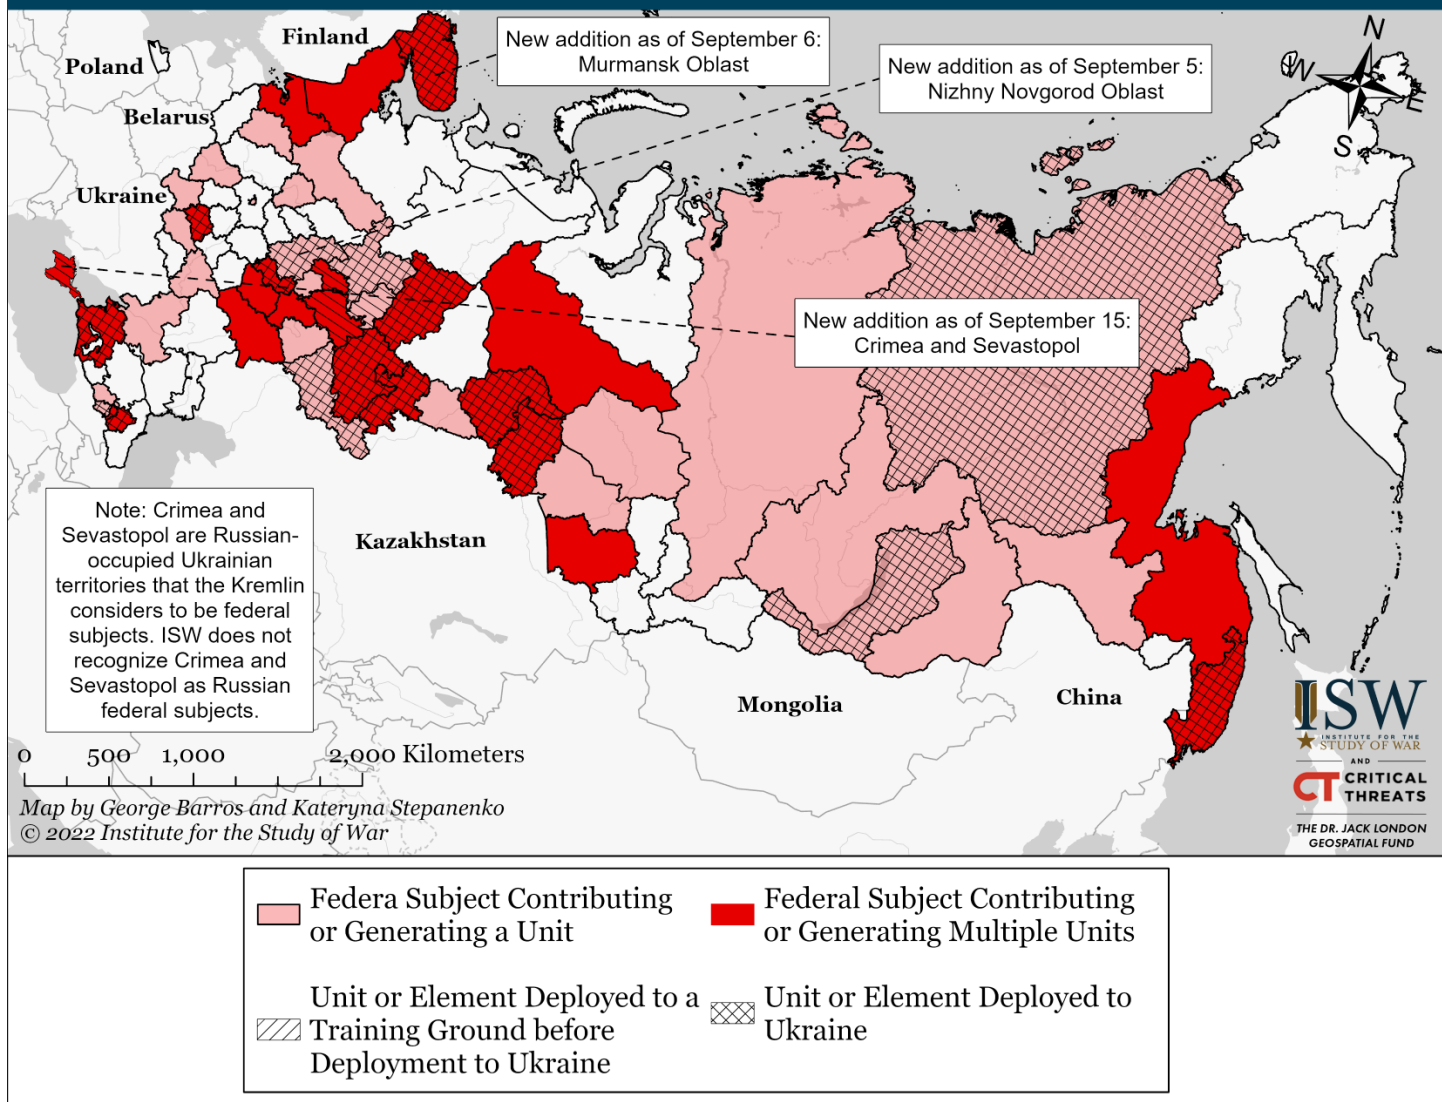 Finland
Poland
Belarus
Ukraine
New addition as of September 6:
Murmansk Oblast
New addition as of September 5:
Nizhny Novgorod Oblast
N
W
E
S
New addition as of September 15:
Crimea and Sevastopol
Kazakhstan
Mongolia
China
Note: Crimea and
Sevastopol are Russian-
occupied Ukrainian
territories that the Kremlin
considers to be federal
subjects. ISW does not
recognize Crimea and
Sevastopol as Russian
federal subjects.
0 500 1,000 2,000 Kilometers
Map by George Barros and Kateryna Stepanenko
© 2022 Institute for the Study of War
ISW
INSTITUTE FOR THE
STUDY OF WAR
AND
CT CRITICAL
THREATS
THE DR. JACK LONDON
GEOSPATIAL FUND
Federa Subject Contributing
or Generating a Unit
Federal Subject Contributing
or Generating Multiple Units
Unit or Element Deployed to a
Training Ground before
Deployment to Ukraine
Unit or Element Deployed to
Ukraine